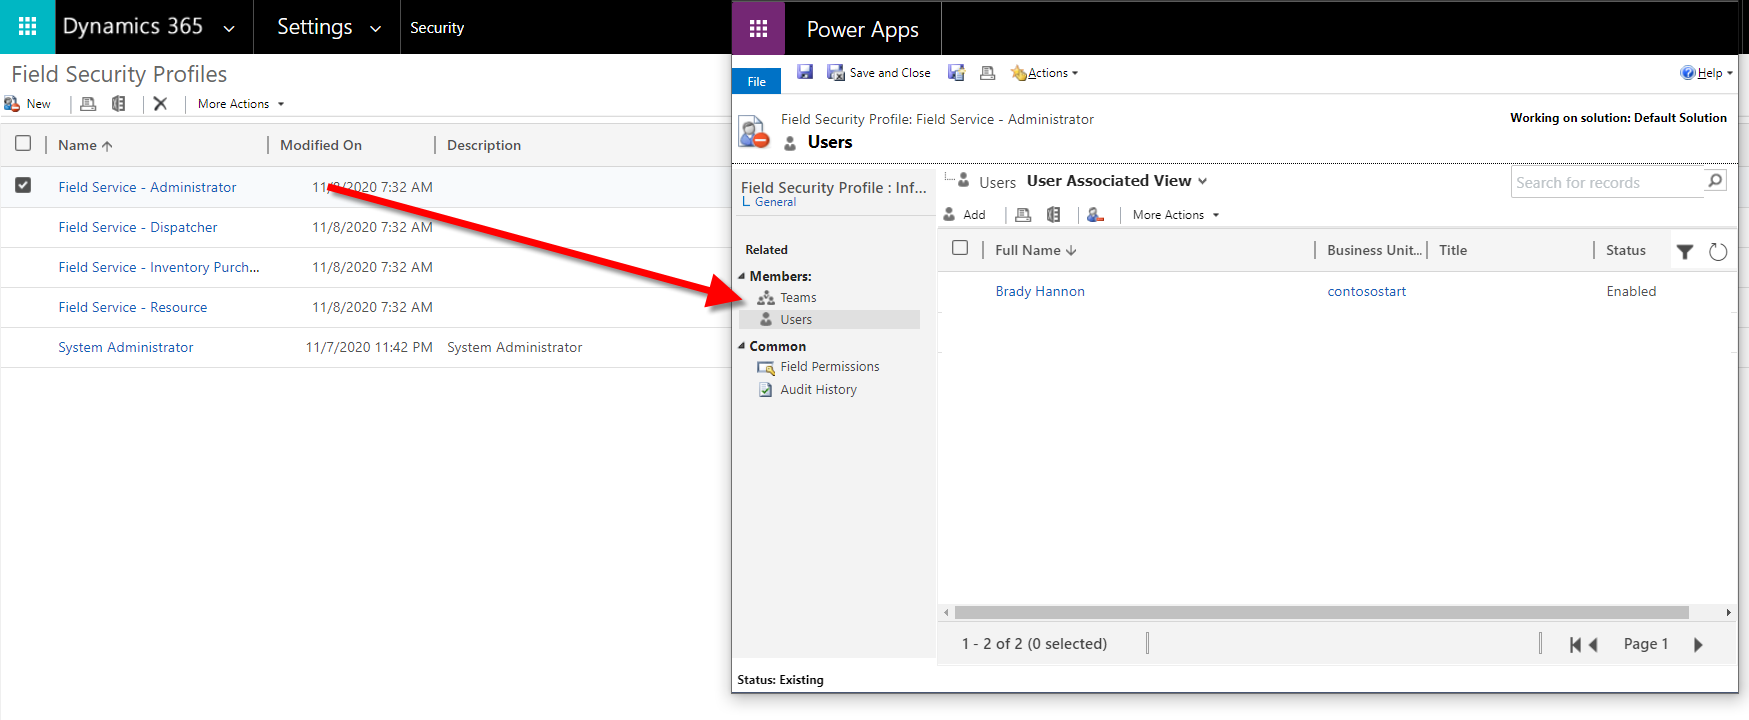 Dynamics 365
Settings
Security
Field Security Profiles
New
More Actions
Name
Modified On
Description
Field Service - Administrator
11/8/2020 7:32 AM
Field Service - Dispatcher
11/8/2020 7:32 AM
Field Service - Inventory Purch...
11/8/2020 7:32 AM
Field Service - Resource
11/8/2020 7:32 AM
System Administrator
11/7/2020 11:42 PM
System Administrator
Power Apps
File
Save and Close
Actions
Help
Field Security Profile: Field Service - Administrator
Users
Working on solution: Default Solution
Field Security Profile : Inf...
General
Related
Members:
Teams
Users
Common
Field Permissions
Audit History
Users
User Associated View
Search for records
Add
More Actions
Full Name
Business Unit...
Title
Status
Brady Hannon
contosostart
Enabled
1 - 2 of 2 (0 selected)
Page 1
Status: Existing